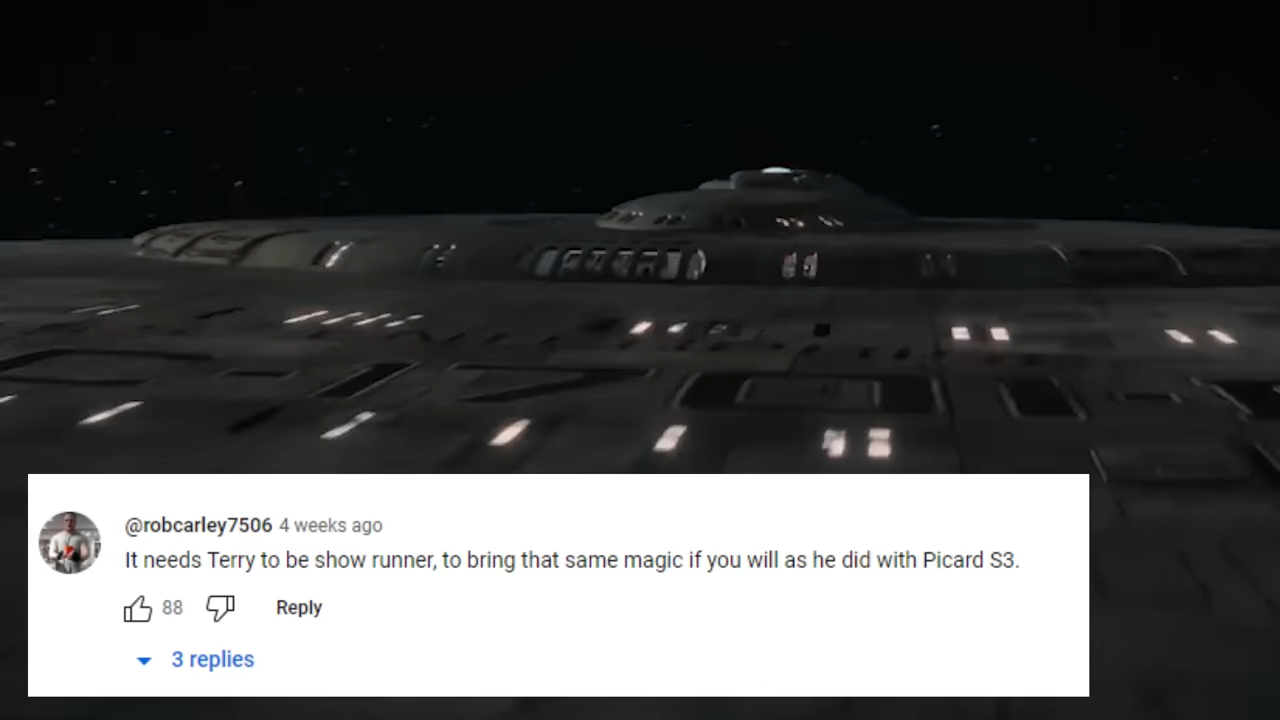 @robcarley7506 4 weeks ago
It needs Terry to be show runner, to bring that same magic if you will as he did with Picard S3.
88 Reply
3 replies